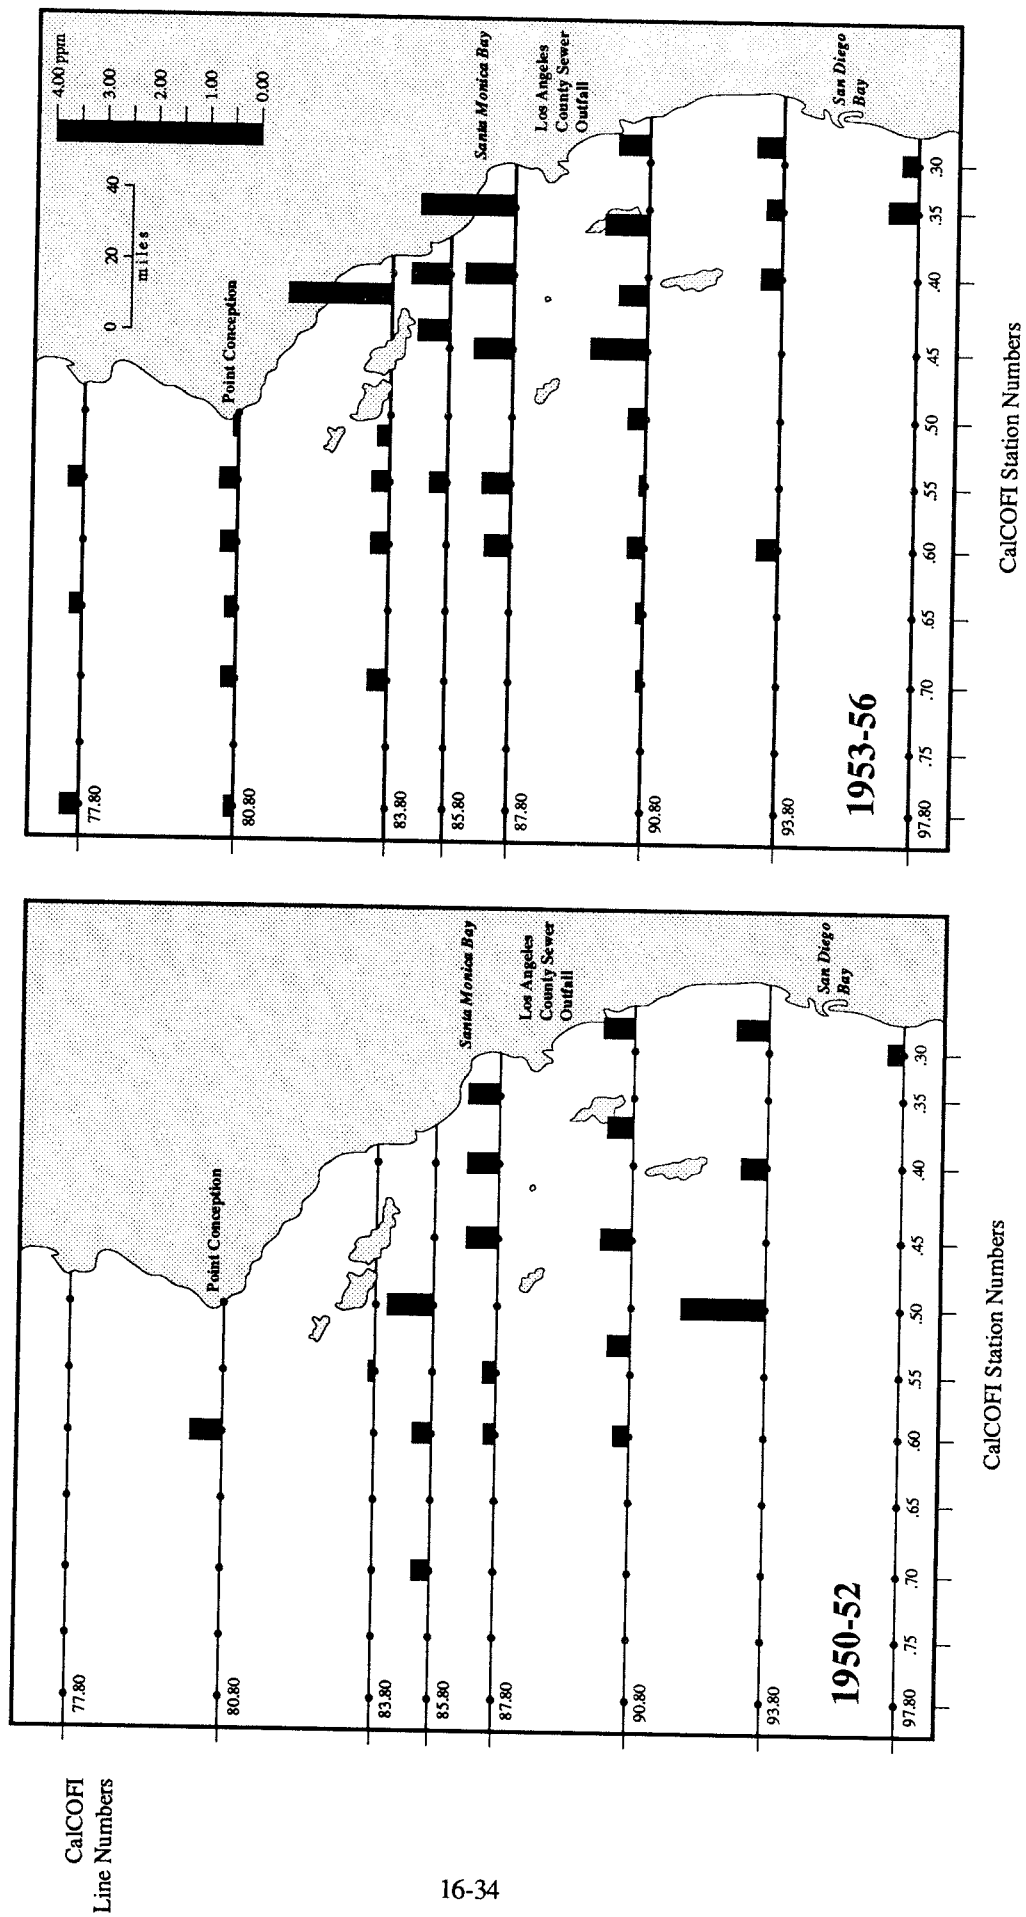 4.00 ppm
3.00
2.00
1.00
0.00
0
20
40
miles
Point Conception
Santa Monica Bay
Los Angeles
County Sewer
Outfall
San Diego
Bay
77.80
80.80
83.80
85.80
87.80
90.80
93.80
97.80
1953-56
.75
.70
.65
.60
.55
.50
.45
.40
.35
.30
CalCOFI Station Numbers
CalCOFI
Line Numbers
Point Conception
Santa Monica Bay
Los Angeles
County Sewer
Outfall
San Diego
Bay
77.80
80.80
83.80
85.80
87.80
90.80
93.80
97.80
1950-52
.75
.70
.65
.60
.55
.50
.45
.40
.35
.30
CalCOFI Station Numbers
16-34